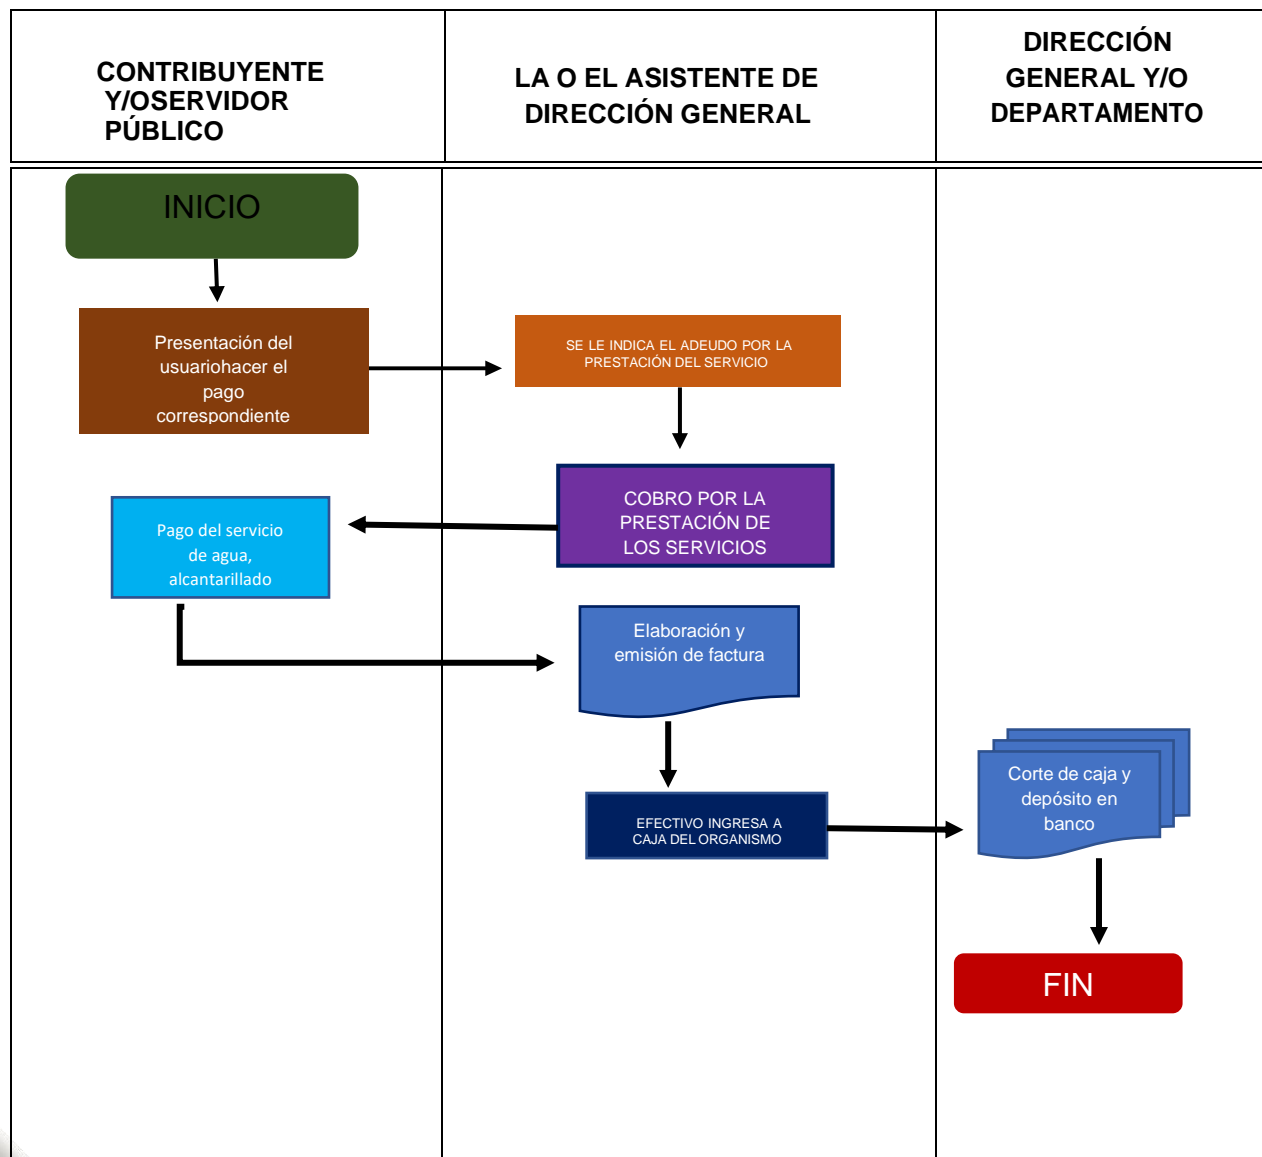 CONTRIBUYENTE
Y/OSERVIDOR
PÚBLICO
LA O EL ASISTENTE DE
DIRECCIÓN GENERAL
DIRECCIÓN
GENERAL Y/O
DEPARTAMENTO
INICIO
Presentación del
usuariohacer el
pago
correspondiente
SE LE INDICA EL ADEUDO POR LA
PRESTACIÓN DEL SERVICIO
COBRO POR LA
PRESTACIÓN DE
LOS SERVICIOS
Pago del servicio
de agua,
alcantarillado
Elaboración y
emisión de factura
EFECTIVO INGRESA A
CAJA DEL ORGANISMO
Corte de caja y
depósito en
banco
FIN